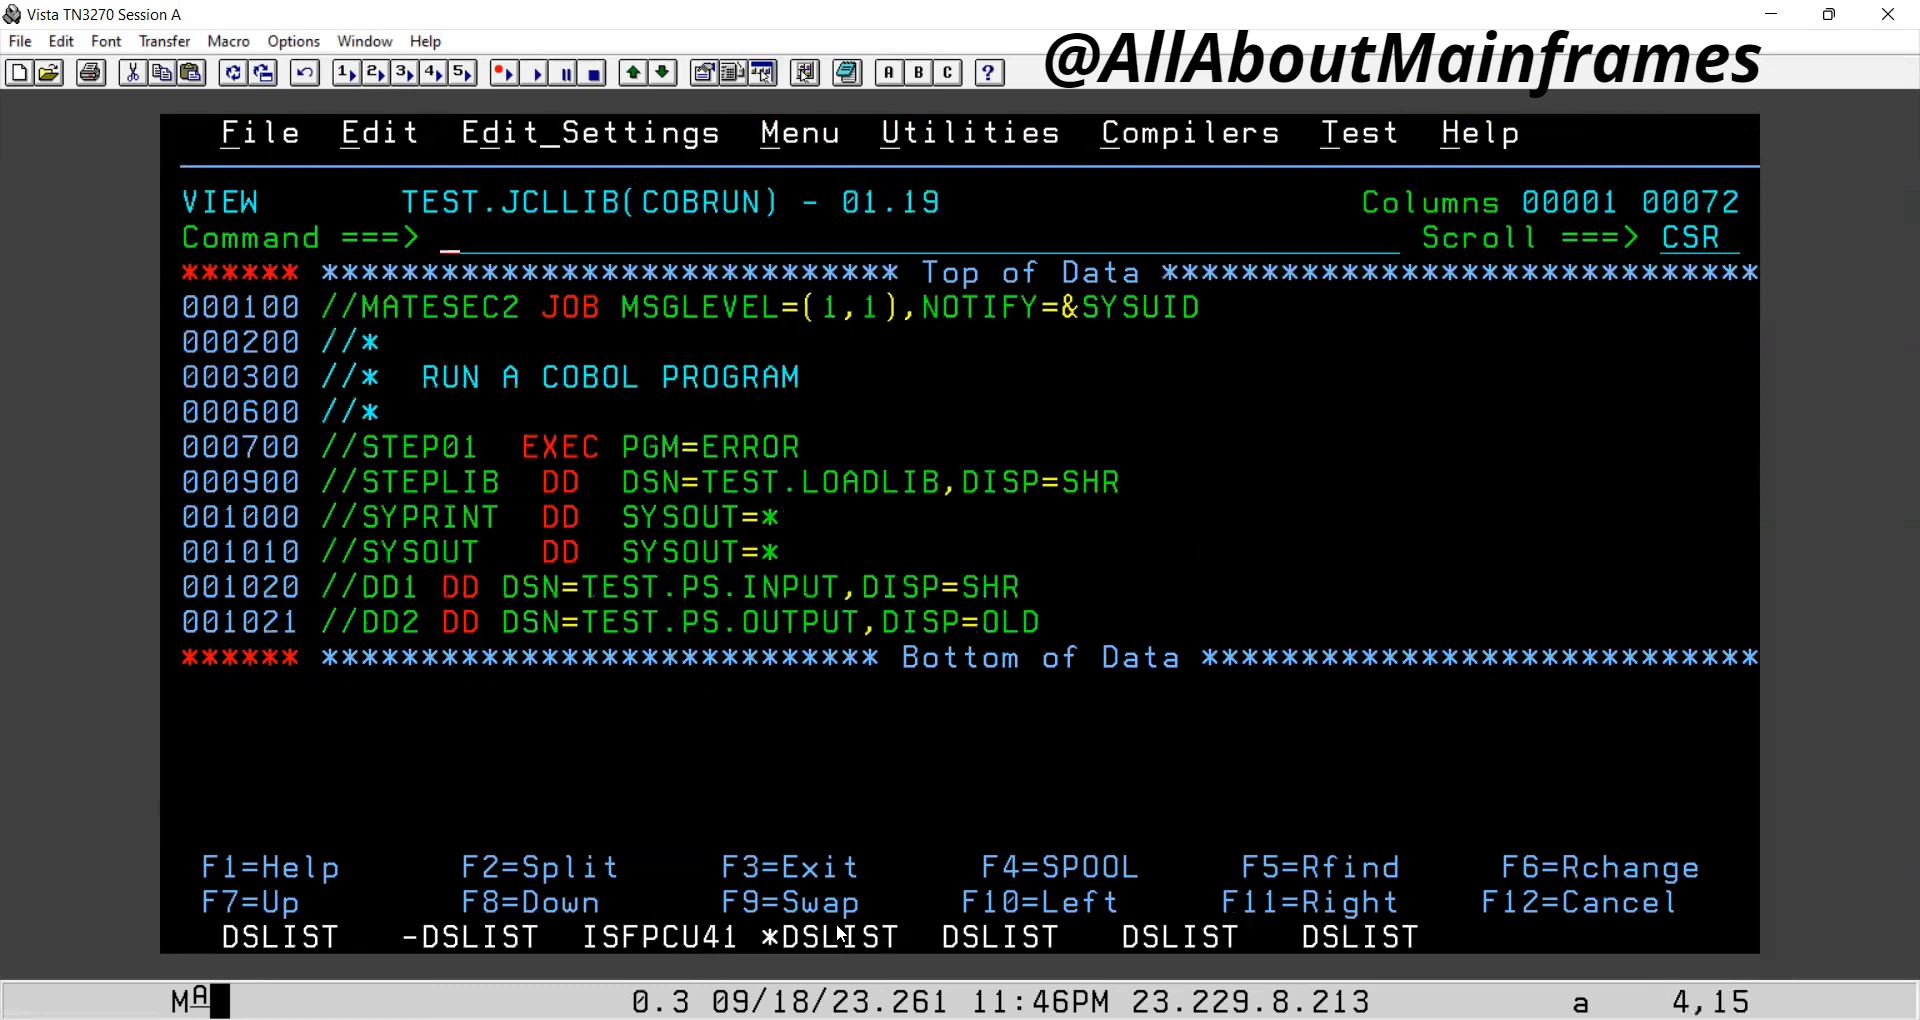 Vista TN3270 Session A
File Edit Font Transfer Macro Options Window Help
@AllAboutMainframes
1 2 3 4 5 A B C ?
File Edit Edit_Settings Menu Utilities Compilers Test Help
VIEW TEST.JCLLIB(COBRUN) - 01.19 Columns 00001 00072
Command ===> _ Scroll ===> CSR
****** ***************************** Top of Data ******************************
000100 //MATESEC2 JOB MSGLEVEL=(1,1),NOTIFY=&SYSUID
000200 //*
000300 //* RUN A COBOL PROGRAM
000600 //*
000700 //STEP01 EXEC PGM=ERROR
000900 //STEPLIB DD DSN=TEST.LOADLIB,DISP=SHR
001000 //SYPRINT DD SYSOUT=*
001010 //SYSOUT DD SYSOUT=*
001020 //DD1 DD DSN=TEST.PS.INPUT,DISP=SHR
001021 //DD2 DD DSN=TEST.PS.OUTPUT,DISP=OLD
****** **************************** Bottom of Data ****************************
F1=Help F2=Split F3=Exit F4=SPOOL F5=Rfind F6=Rchange
F7=Up F8=Down F9=Swap F10=Left F11=Right F12=Cancel
DSLIST -DSLIST ISFPCU41 *DSLIST DSLIST DSLIST DSLIST
MA 0.3 09/18/23.261 11:46PM 23.229.8.213 a 4,15